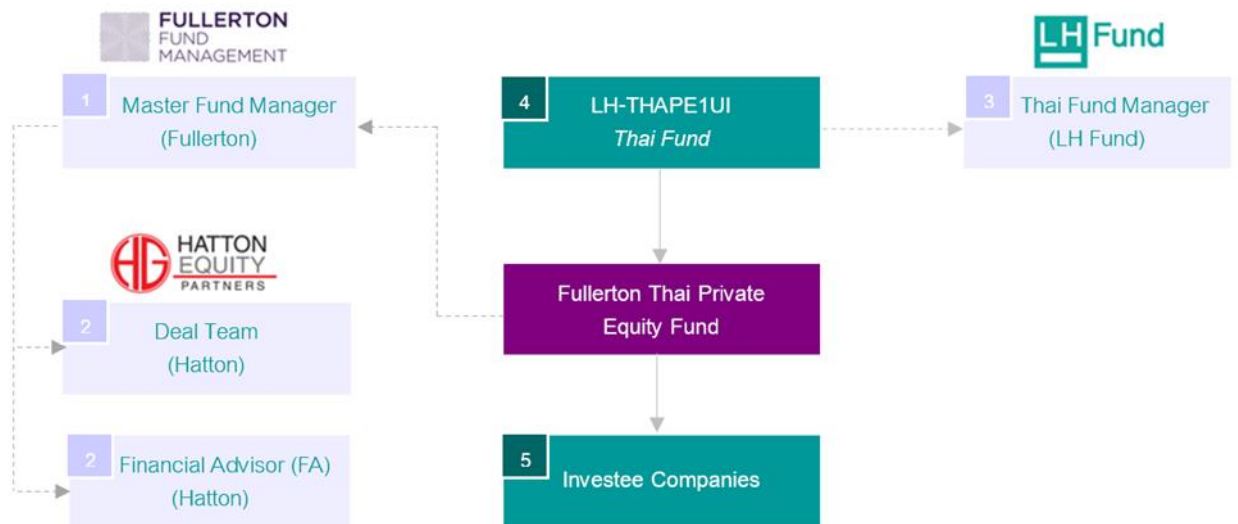 FULLERTON
FUND
MANAGEMENT
LH Fund
1
Master Fund Manager
(Fullerton)
4
LH-THAPE1UI
Thai Fund
3
Thai Fund Manager
(LH Fund)
HG
HATTON
EQUITY
PARTNERS
2
Deal Team
(Hatton)
Fullerton Thai Private
Equity Fund
2
Financial Advisor (FA)
(Hatton)
5
Investee Companies